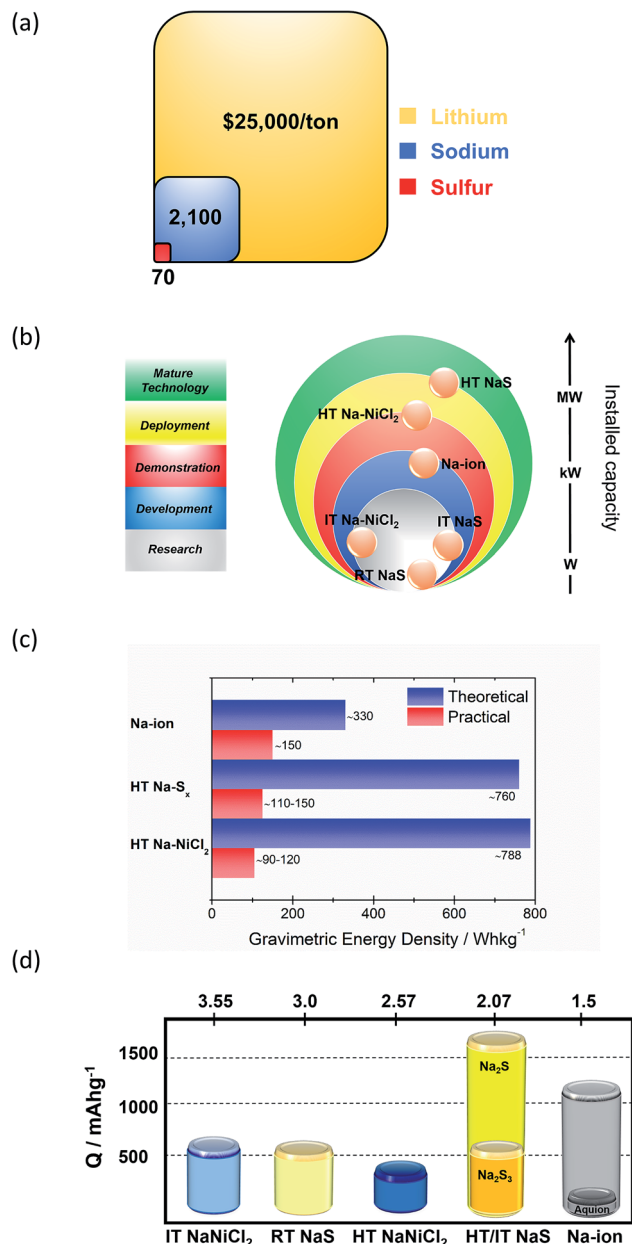 (a)
$25,000/ton
Lithium
Sodium
Sulfur
2,100
70
(b)
Mature
Technology
Deployment
Demonstration
Development
Research
HT NaS
HT Na-NiCl₂
Na-ion
IT Na-NiCl₂
IT NaS
RT NaS
MW
kW
W
Installed capacity
(c)
Theoretical
Practical
Na-ion
~330
~150
HT Na-Sₓ
~760
~110-150
HT Na-NiCl₂
~788
~90-120
0 200 400 600 800
Gravimetric Energy Density / Whkg⁻¹
(d)
3.55 3.0 2.57 2.07 1.5
Q / mAhg⁻¹
1500
1000
500
Na₂S
Na₂S₃
Aquion
IT NaNiCl₂ RT NaS HT NaNiCl₂ HT/IT NaS Na-ion